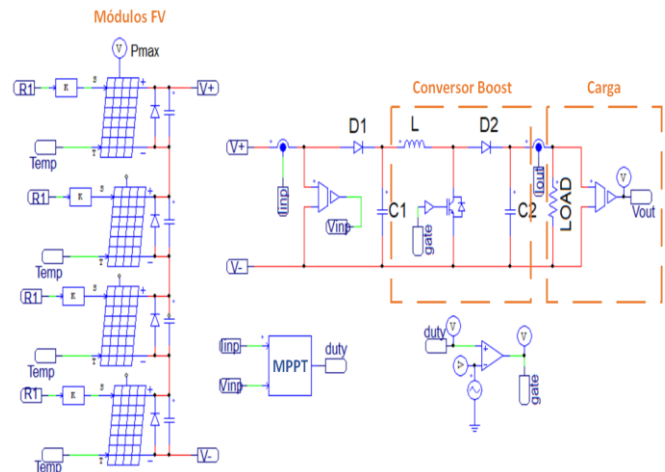 Módulos FV
V
Pmax
R1
K
S
+
V+
Temp
T
-
R1
K
S
+
Temp
T
-
R1
K
S
+
Temp
T
-
R1
K
S
+
Temp
T
-
V-
Conversor Boost
Carga
V+
D1
L
D2
Iinp
Vinp
C1
gate
C2
Iout
LOAD
V
Vout
V-
Iinp
Vinp
MPPT
duty
duty
V
V
V
gate